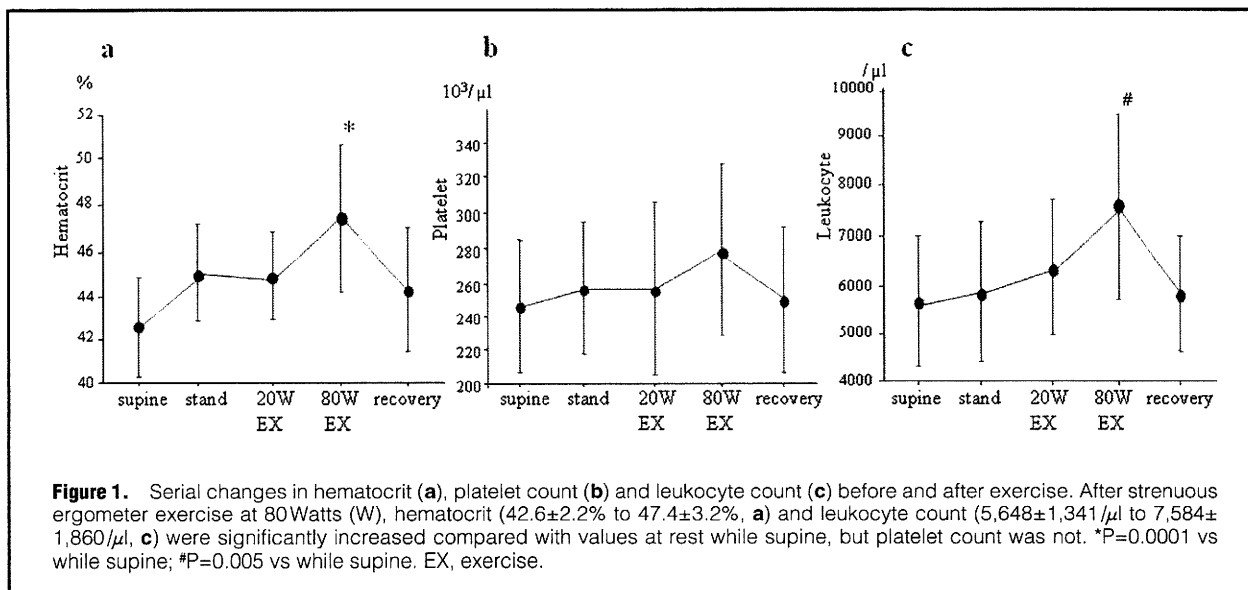 a
%
52
50
48
46
44
42
40
Hematocrit
*
supine stand 20W 80W recovery
EX EX
b
10³/µl
340
320
300
280
260
240
220
200
Platelet
supine stand 20W 80W recovery
EX EX
c
/µl
10000
9000
8000
7000
6000
5000
4000
Leukocyte
#
supine stand 20W 80W recovery
EX EX
Figure 1. Serial changes in hematocrit (a), platelet count (b) and leukocyte count (c) before and after exercise. After strenuous
ergometer exercise at 80Watts (W), hematocrit (42.6±2.2% to 47.4±3.2%, a) and leukocyte count (5,648±1,341/µl to 7,584±
1,860/µl, c) were significantly increased compared with values at rest while supine, but platelet count was not. *P=0.0001 vs
while supine; #P=0.005 vs while supine. EX, exercise.